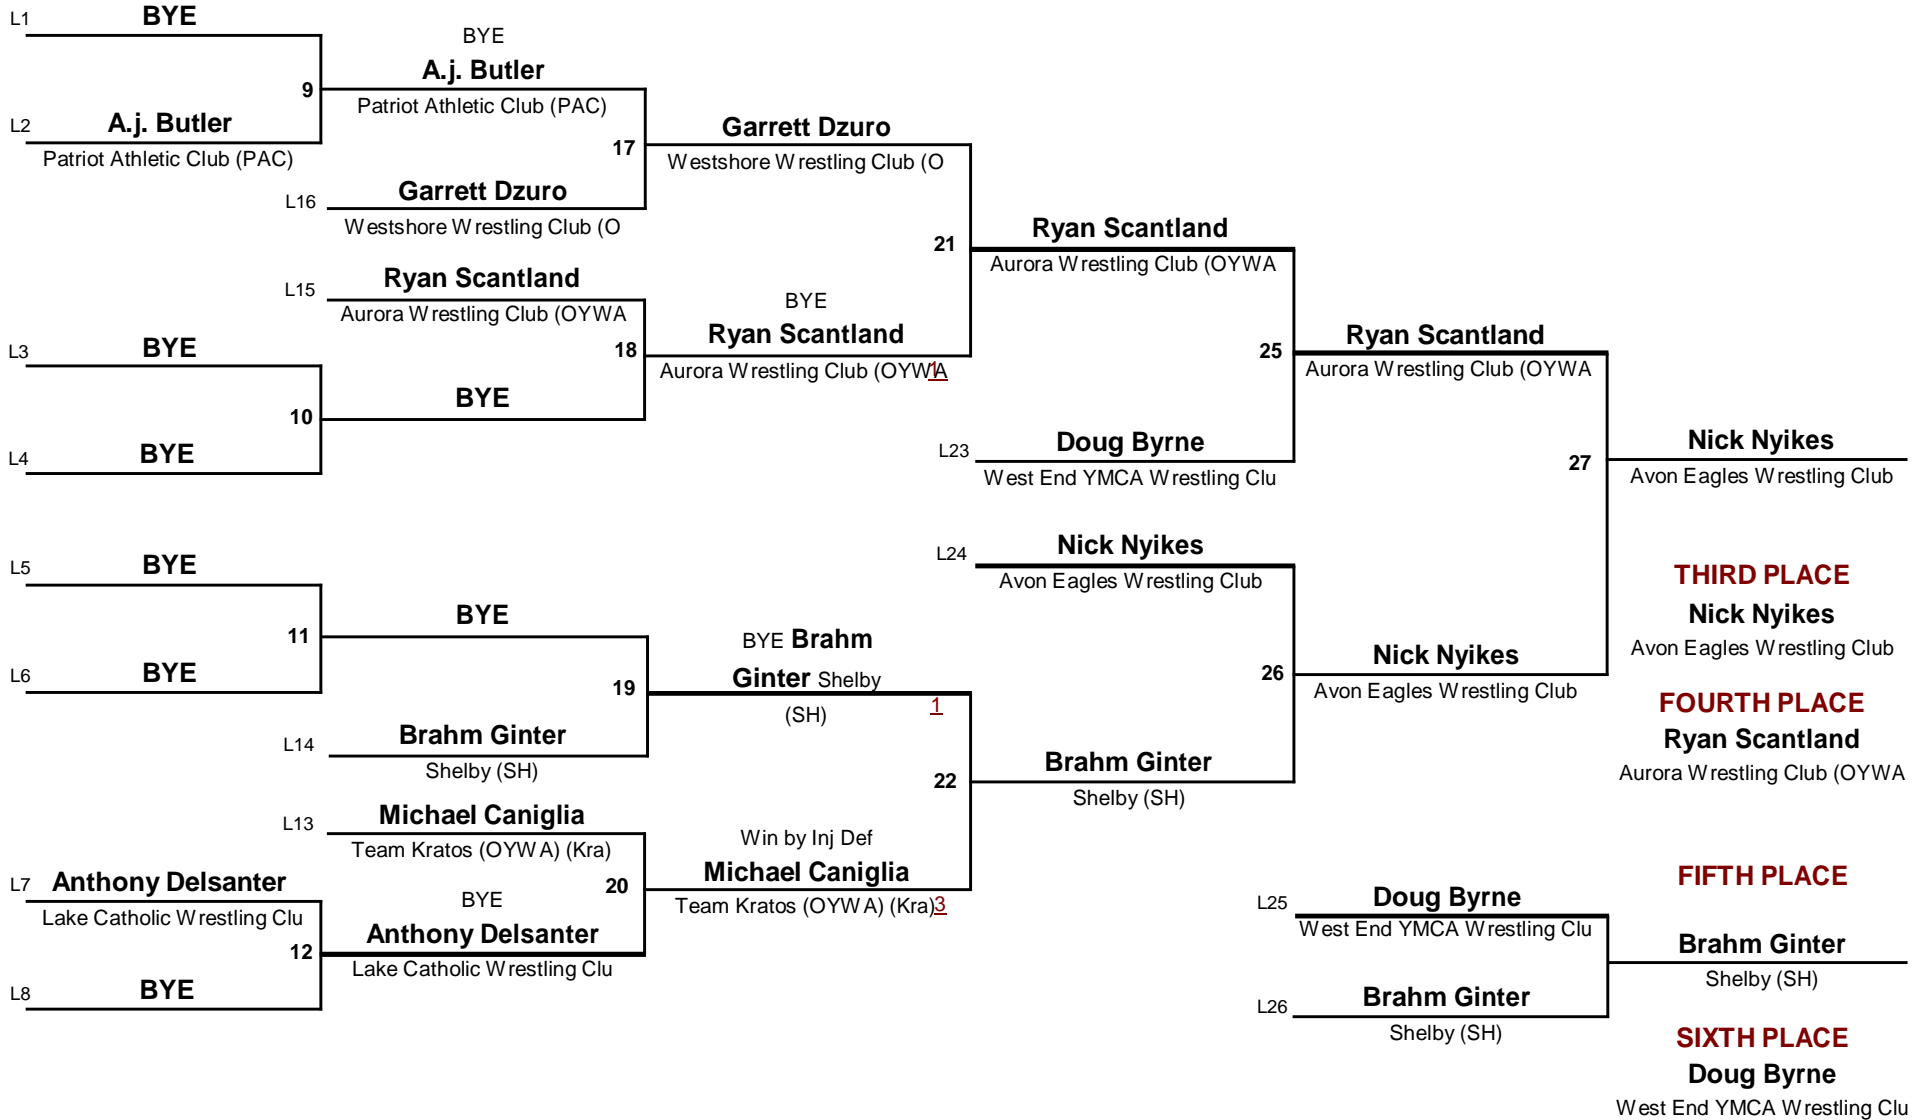 L1 BYE
L2 A.j. Butler
Patriot Athletic Club (PAC)
9
BYE
A.j. Butler
Patriot Athletic Club (PAC)
L16 Garrett Dzuro
Westshore Wrestling Club (O
17
Garrett Dzuro
Westshore Wrestling Club (O
L15 Ryan Scantland
Aurora Wrestling Club (OYWA
L3 BYE
L4 BYE
10
BYE
18
BYE
Ryan Scantland
Aurora Wrestling Club (OYWA
1
21
Ryan Scantland
Aurora Wrestling Club (OYWA
L23 Doug Byrne
West End YMCA Wrestling Clu
25
Ryan Scantland
Aurora Wrestling Club (OYWA
L5 BYE
L6 BYE
11
BYE
L14 Brahm Ginter
Shelby (SH)
19
BYE Brahm
Ginter Shelby
(SH)
1
L13 Michael Caniglia
Team Kratos (OYWA) (Kra)
L7 Anthony Delsanter
Lake Catholic Wrestling Clu
L8 BYE
12
BYE
Anthony Delsanter
Lake Catholic Wrestling Clu
20
Win by Inj Def
Michael Caniglia
Team Kratos (OYWA) (Kra)
3
22
Brahm Ginter
Shelby (SH)
L24 Nick Nyikes
Avon Eagles Wrestling Club
26
Nick Nyikes
Avon Eagles Wrestling Club
27
Nick Nyikes
Avon Eagles Wrestling Club
THIRD PLACE
Nick Nyikes
Avon Eagles Wrestling Club
FOURTH PLACE
Ryan Scantland
Aurora Wrestling Club (OYWA
L25 Doug Byrne
West End YMCA Wrestling Clu
L26 Brahm Ginter
Shelby (SH)
FIFTH PLACE
Brahm Ginter
Shelby (SH)
SIXTH PLACE
Doug Byrne
West End YMCA Wrestling Clu